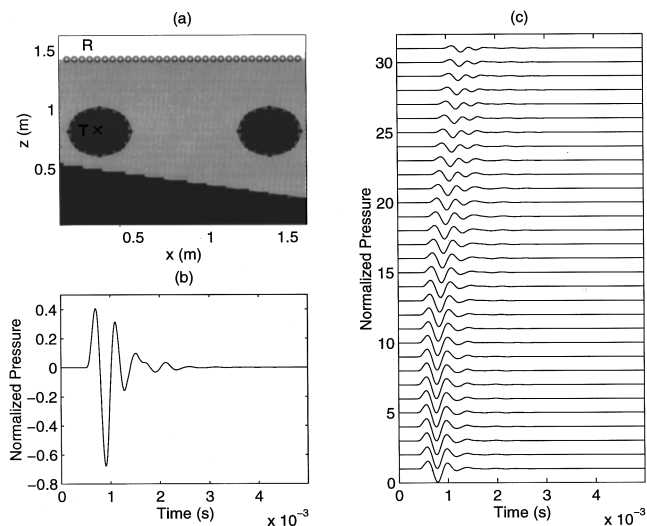 (a)
R
1.5
1
0.5
z (m)
T ×
0.5
1
1.5
x (m)
(b)
0.4
0.2
0
−0.2
−0.4
−0.6
−0.8
Normalized Pressure
0
1
2
3
4
5
Time (s)
x 10⁻³
(c)
30
25
20
15
10
5
0
Normalized Pressure
0
1
2
3
4
5
Time (s)
x 10⁻³